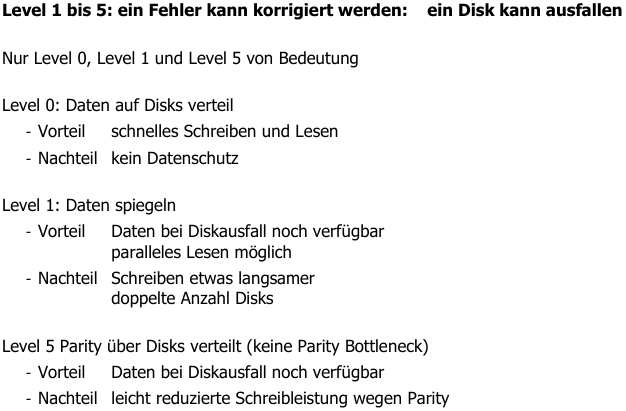 Level 1 bis 5: ein Fehler kann korrigiert werden: ein Disk kann ausfallen
Nur Level 0, Level 1 und Level 5 von Bedeutung
Level 0: Daten auf Disks verteil
- Vorteil schnelles Schreiben und Lesen
- Nachteil kein Datenschutz
Level 1: Daten spiegeln
- Vorteil Daten bei Diskausfall noch verfügbar
paralleles Lesen möglich
- Nachteil Schreiben etwas langsamer
doppelte Anzahl Disks
Level 5 Parity über Disks verteilt (keine Parity Bottleneck)
- Vorteil Daten bei Diskausfall noch verfügbar
- Nachteil leicht reduzierte Schreibleistung wegen Parity